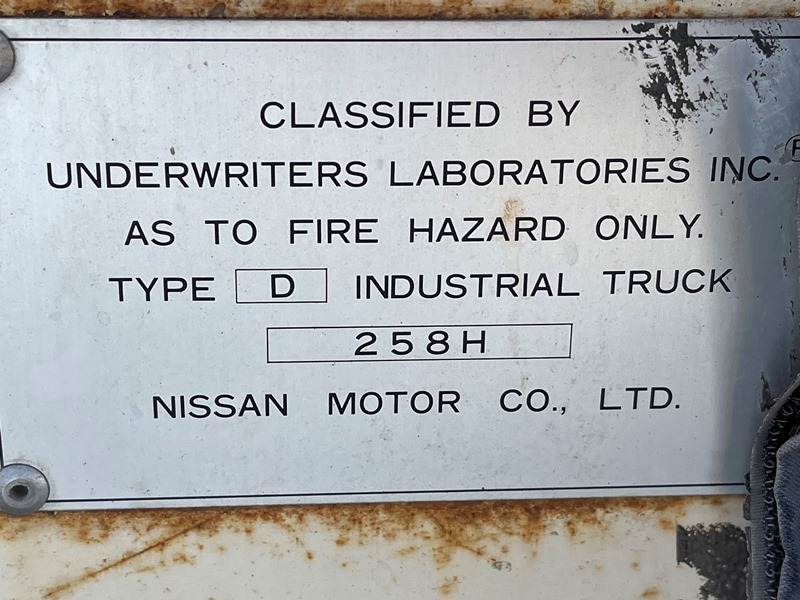 CLASSIFIED BY
UNDERWRITERS LABORATORIES INC.®
AS TO FIRE HAZARD ONLY.
TYPE D INDUSTRIAL TRUCK
258H
NISSAN MOTOR CO., LTD.